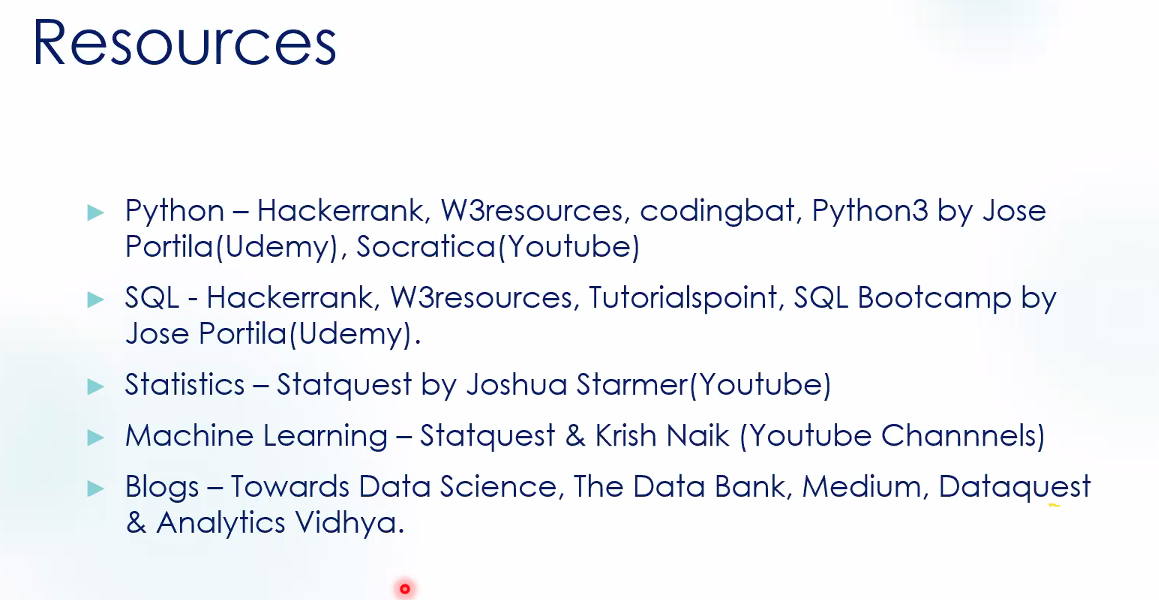 Resources
Python – Hackerrank, W3resources, codingbat, Python3 by Jose
Portila(Udemy), Socratica(Youtube)
SQL - Hackerrank, W3resources, Tutorialspoint, SQL Bootcamp by
Jose Portila(Udemy).
Statistics – Statquest by Joshua Starmer(Youtube)
Machine Learning – Statquest & Krish Naik (Youtube Channnels)
Blogs – Towards Data Science, The Data Bank, Medium, Dataquest
& Analytics Vidhya.